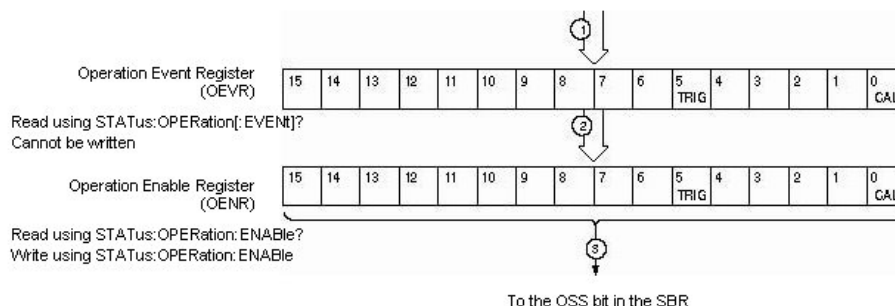 1
Operation Event Register
(OEVR)
15 14 13 12 11 10 9 8 7 6 5 4 3 2 1 0
TRIG CAL
Read using STATus:OPERation[:EVENt]?
Cannot be written
2
Operation Enable Register
(OENR)
15 14 13 12 11 10 9 8 7 6 5 4 3 2 1 0
TRIG CAL
Read using STATus:OPERation:ENABle?
Write using STATus:OPERation:ENABle
3
To the OSS bit in the SBR